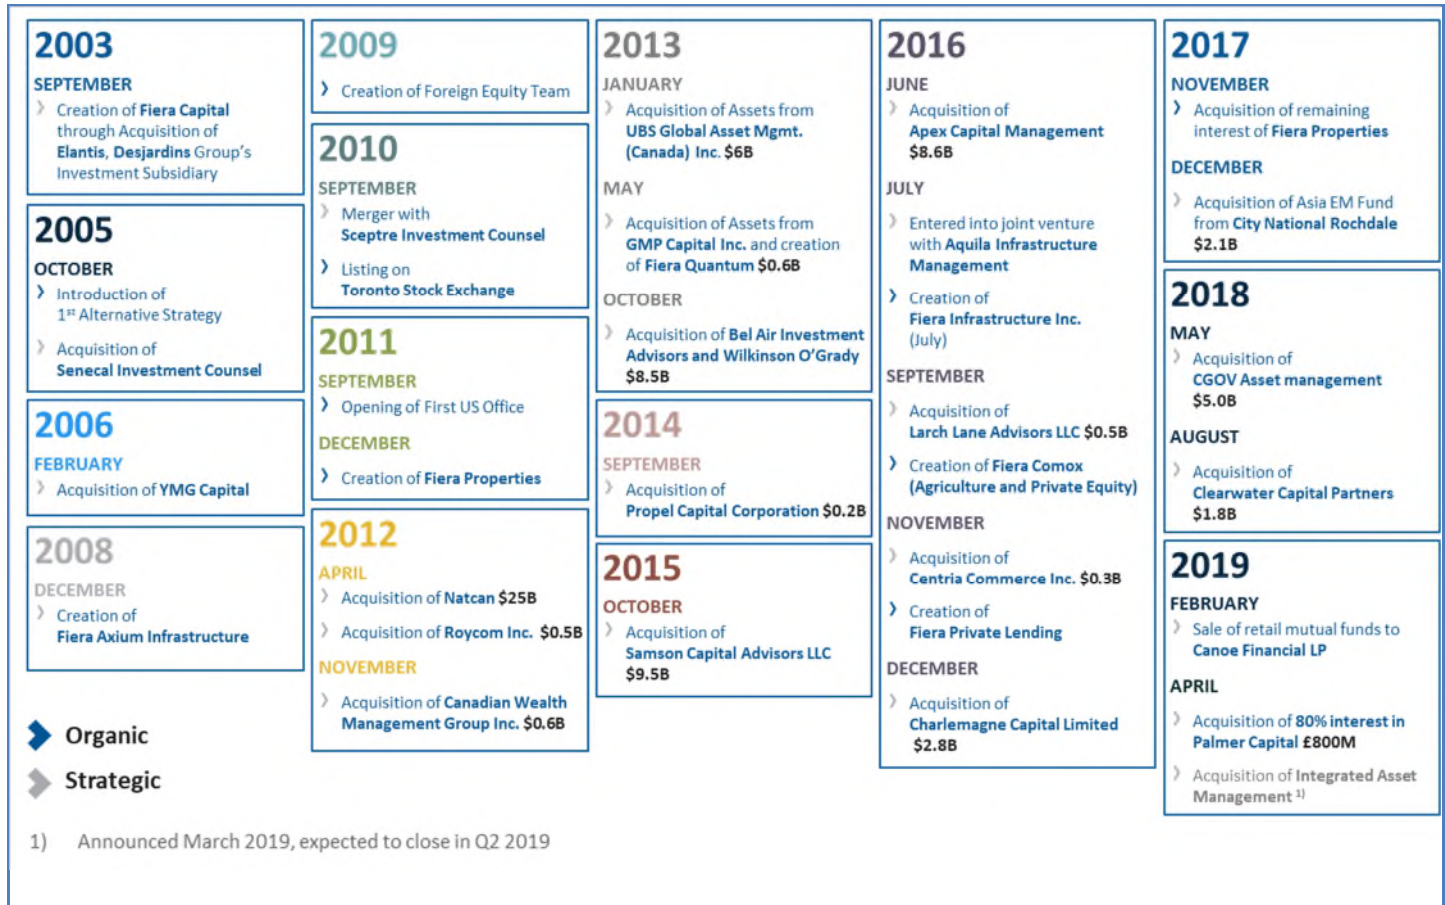 2003
SEPTEMBER
Creation of Fiera Capital
through Acquisition of
Elantis, Desjardins Group's
Investment Subsidiary
2005
OCTOBER
Introduction of
1st Alternative Strategy
Acquisition of
Senecal Investment Counsel
2006
FEBRUARY
Acquisition of YMG Capital
2008
DECEMBER
Creation of
Fiera Axium Infrastructure
Organic
Strategic
2009
Creation of Foreign Equity Team
2010
SEPTEMBER
Merger with
Sceptre Investment Counsel
Listing on
Toronto Stock Exchange
2011
SEPTEMBER
Opening of First US Office
DECEMBER
Creation of Fiera Properties
2012
APRIL
Acquisition of Natcan $25B
Acquisition of Roycom Inc. $0.5B
NOVEMBER
Acquisition of Canadian Wealth
Management Group Inc. $0.6B
2013
JANUARY
Acquisition of Assets from
UBS Global Asset Mgmt.
(Canada) Inc. $6B
MAY
Acquisition of Assets from
GMP Capital Inc. and creation
of Fiera Quantum $0.6B
OCTOBER
Acquisition of Bel Air Investment
Advisors and Wilkinson O'Grady
$8.5B
2014
SEPTEMBER
Acquisition of
Propel Capital Corporation $0.2B
2015
OCTOBER
Acquisition of
Samson Capital Advisors LLC
$9.5B
2016
JUNE
Acquisition of
Apex Capital Management
$8.6B
JULY
Entered into joint venture
with Aquila Infrastructure
Management
Creation of
Fiera Infrastructure Inc.
(July)
SEPTEMBER
Acquisition of
Larch Lane Advisors LLC $0.5B
Creation of Fiera Comox
(Agriculture and Private Equity)
NOVEMBER
Acquisition of
Centria Commerce Inc. $0.3B
Creation of
Fiera Private Lending
DECEMBER
Acquisition of
Charlemagne Capital Limited
$2.8B
2017
NOVEMBER
Acquisition of remaining
interest of Fiera Properties
DECEMBER
Acquisition of Asia EM Fund
from City National Rochdale
$2.1B
2018
MAY
Acquisition of
CGOV Asset management
$5.0B
AUGUST
Acquisition of
Clearwater Capital Partners
$1.8B
2019
FEBRUARY
Sale of retail mutual funds to
Canoe Financial LP
APRIL
Acquisition of 80% interest in
Palmer Capital £800M
Acquisition of Integrated Asset
Management 1)
1) Announced March 2019, expected to close in Q2 2019